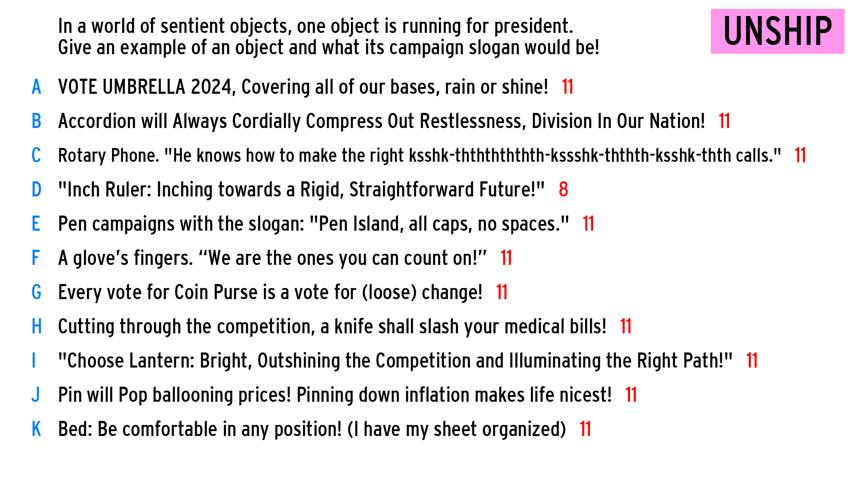 In a world of sentient objects, one object is running for president.
Give an example of an object and what its campaign slogan would be!
UNSHIP
A VOTE UMBRELLA 2024, Covering all of our bases, rain or shine! 11
B Accordion will Always Cordially Compress Out Restlessness, Division In Our Nation! 11
C Rotary Phone. "He knows how to make the right ksshk-thththththth-kssshk-ththth-ksshk-thth calls." 11
D "Inch Ruler: Inching towards a Rigid, Straightforward Future!" 8
E Pen campaigns with the slogan: "Pen Island, all caps, no spaces." 11
F A glove’s fingers. “We are the ones you can count on!” 11
G Every vote for Coin Purse is a vote for (loose) change! 11
H Cutting through the competition, a knife shall slash your medical bills! 11
I "Choose Lantern: Bright, Outshining the Competition and Illuminating the Right Path!" 11
J Pin will Pop ballooning prices! Pinning down inflation makes life nicest! 11
K Bed: Be comfortable in any position! (I have my sheet organized) 11